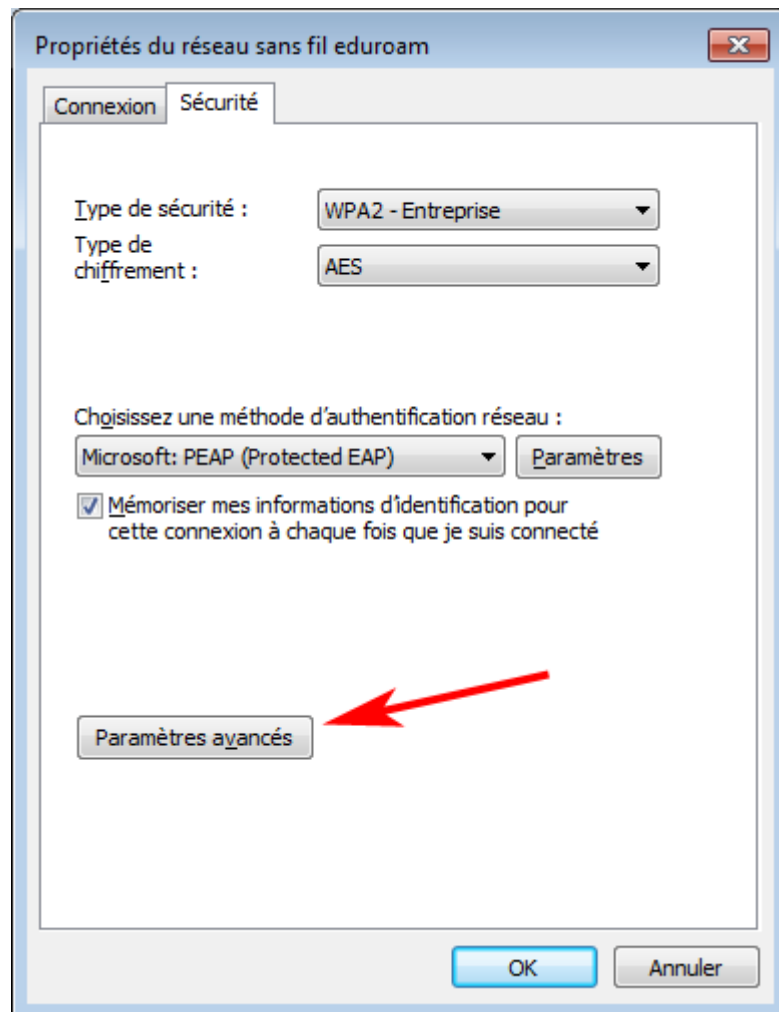 Propriétés du réseau sans fil eduroam
Connexion
Sécurité
Type de sécurité :
WPA2 - Entreprise
Type de
chiffrement :
AES
Choisissez une méthode d'authentification réseau :
Microsoft: PEAP (Protected EAP)
Paramètres
Mémoriser mes informations d'identification pour
cette connexion à chaque fois que je suis connecté
Paramètres avancés
OK
Annuler